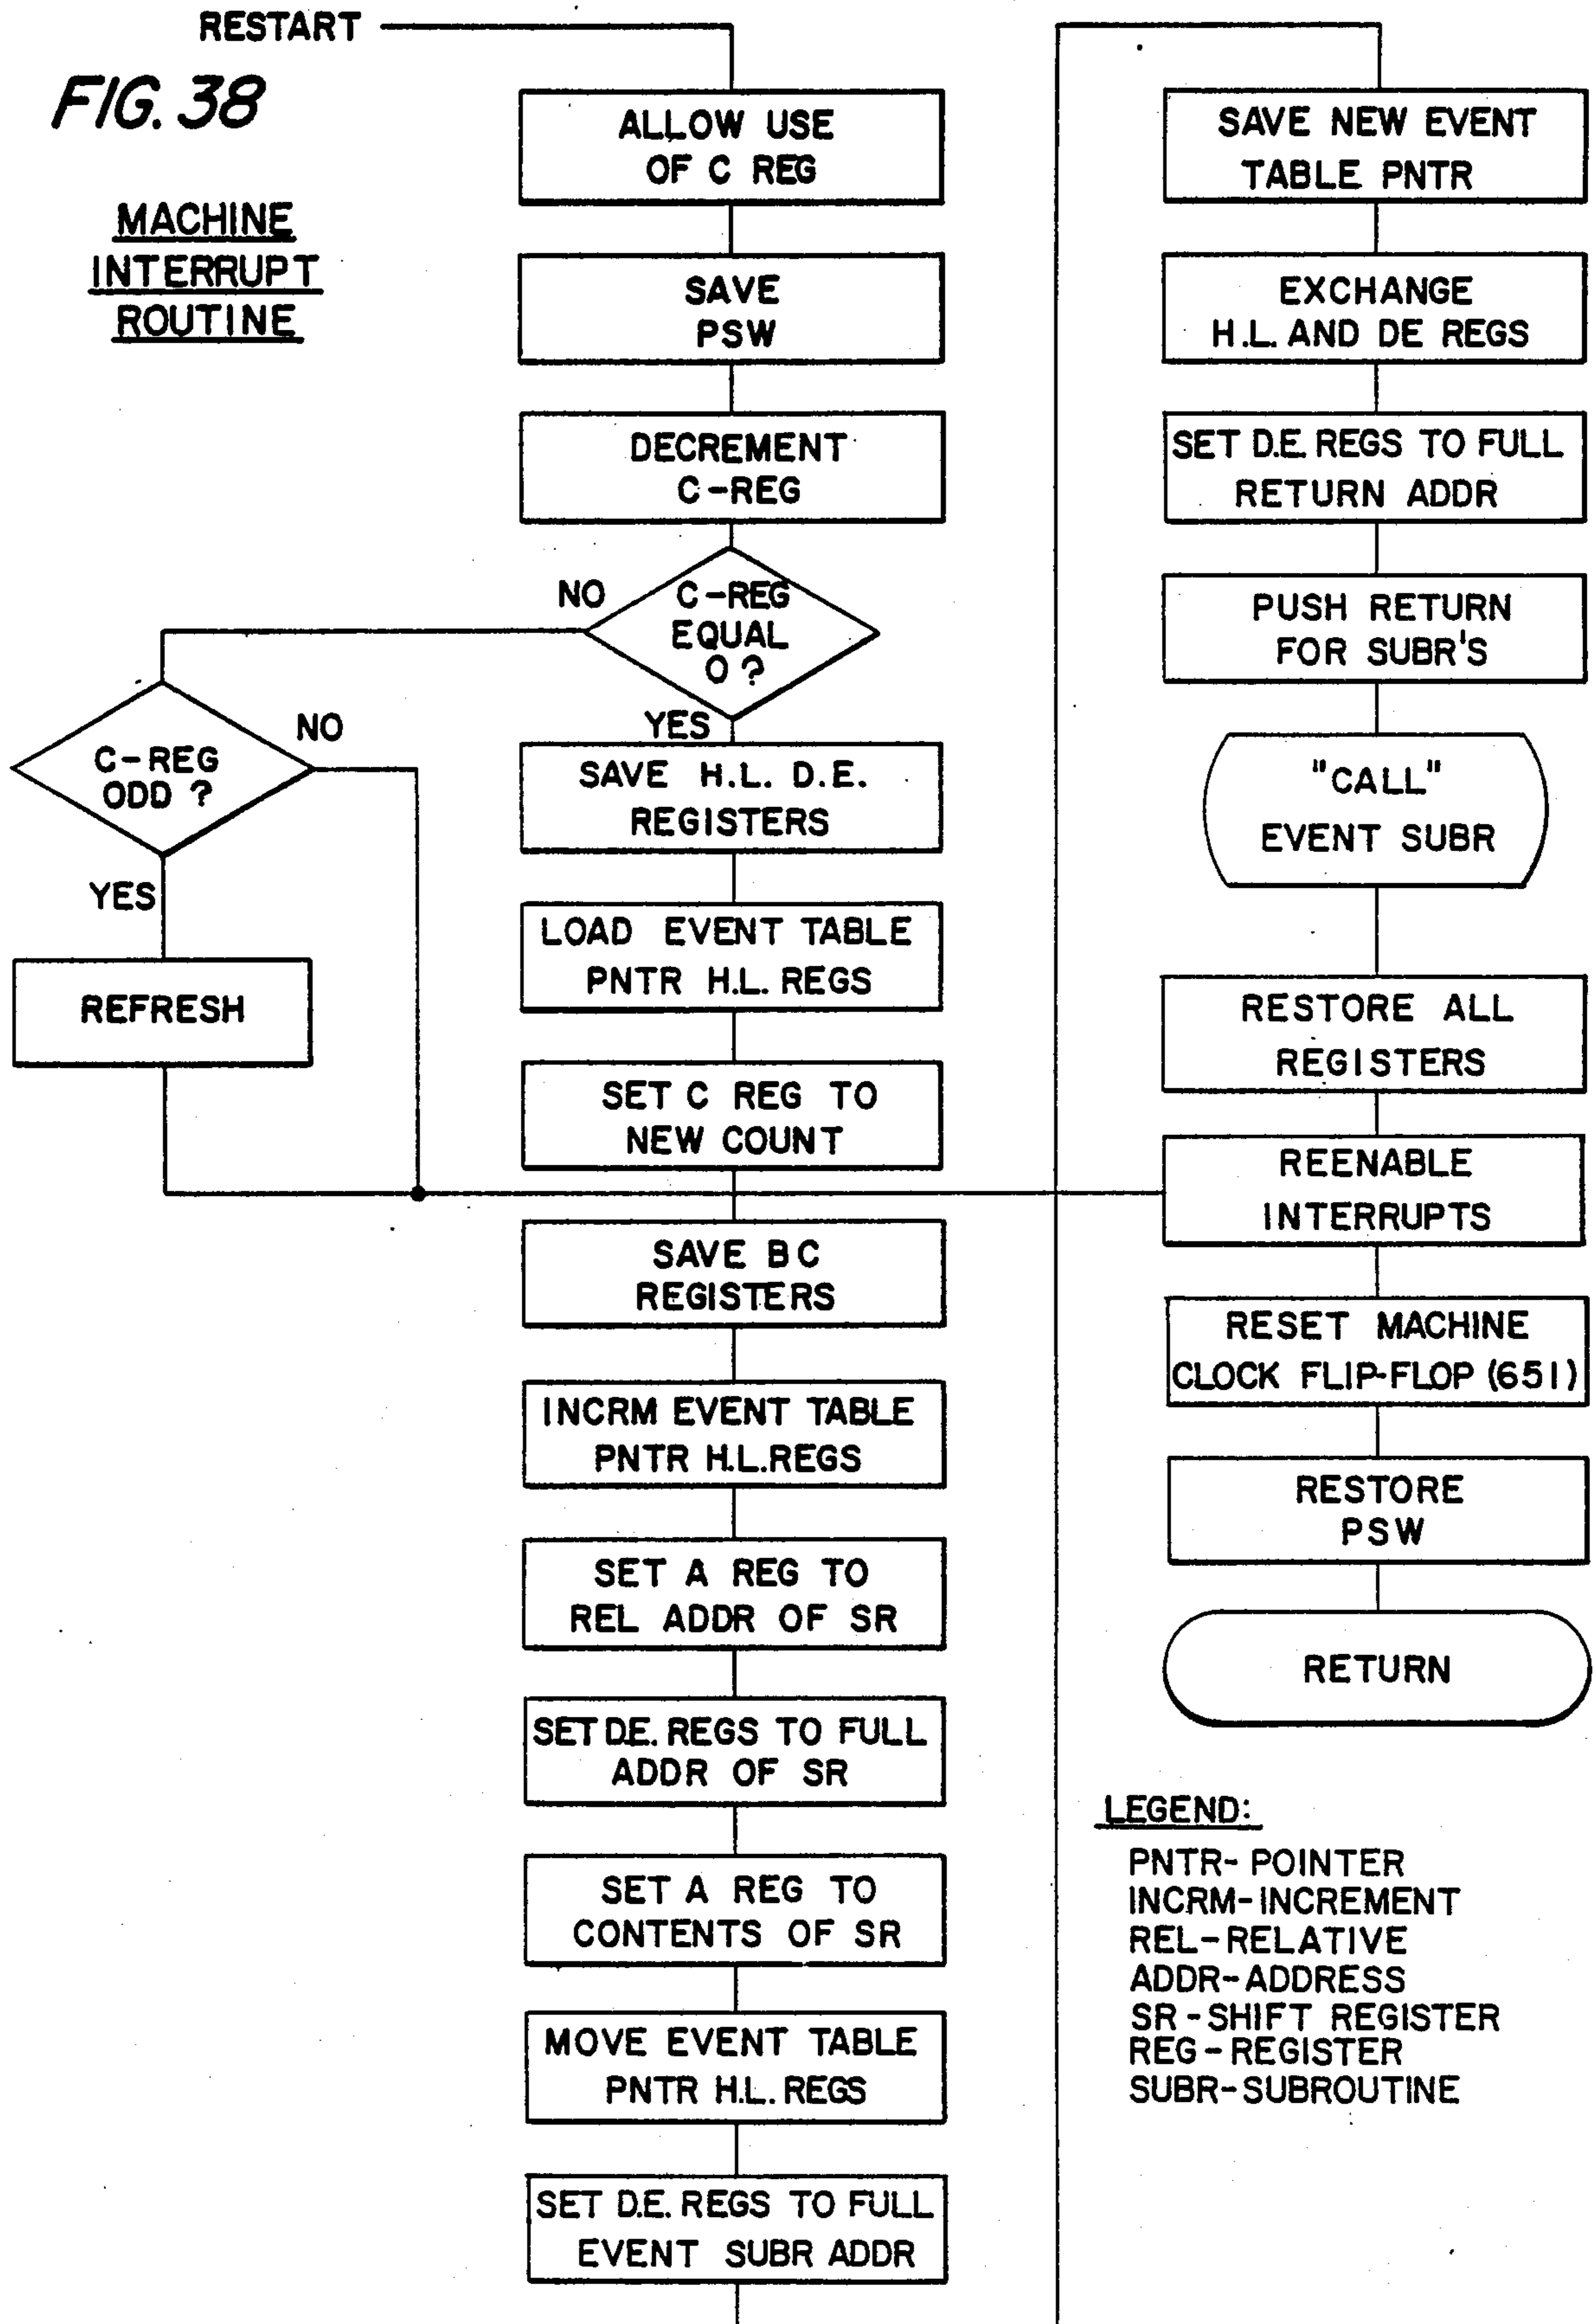 RESTART
FIG. 38
MACHINE
INTERRUPT
ROUTINE
ALLOW USE
OF C REG
SAVE
PSW
DECREMENT
C-REG
C-REG
EQUAL
0 ?
NO
YES
C-REG
ODD ?
NO
YES
REFRESH
SAVE H.L. D.E.
REGISTERS
LOAD EVENT TABLE
PNTR H.L. REGS
SET C REG TO
NEW COUNT
SAVE BC
REGISTERS
INCRM EVENT TABLE
PNTR H.L.REGS
SET A REG TO
REL ADDR OF SR
SET D.E. REGS TO FULL
ADDR OF SR
SET A REG TO
CONTENTS OF SR
MOVE EVENT TABLE
PNTR H.L. REGS
SET D.E. REGS TO FULL
EVENT SUBR ADDR
SAVE NEW EVENT
TABLE PNTR
EXCHANGE
H.L. AND DE REGS
SET D.E. REGS TO FULL
RETURN ADDR
PUSH RETURN
FOR SUBR'S
"CALL"
EVENT SUBR
RESTORE ALL
REGISTERS
REENABLE
INTERRUPTS
RESET MACHINE
CLOCK FLIP-FLOP (651)
RESTORE
PSW
RETURN
LEGEND:
PNTR- POINTER
INCRM-INCREMENT
REL-RELATIVE
ADDR-ADDRESS
SR-SHIFT REGISTER
REG-REGISTER
SUBR-SUBROUTINE